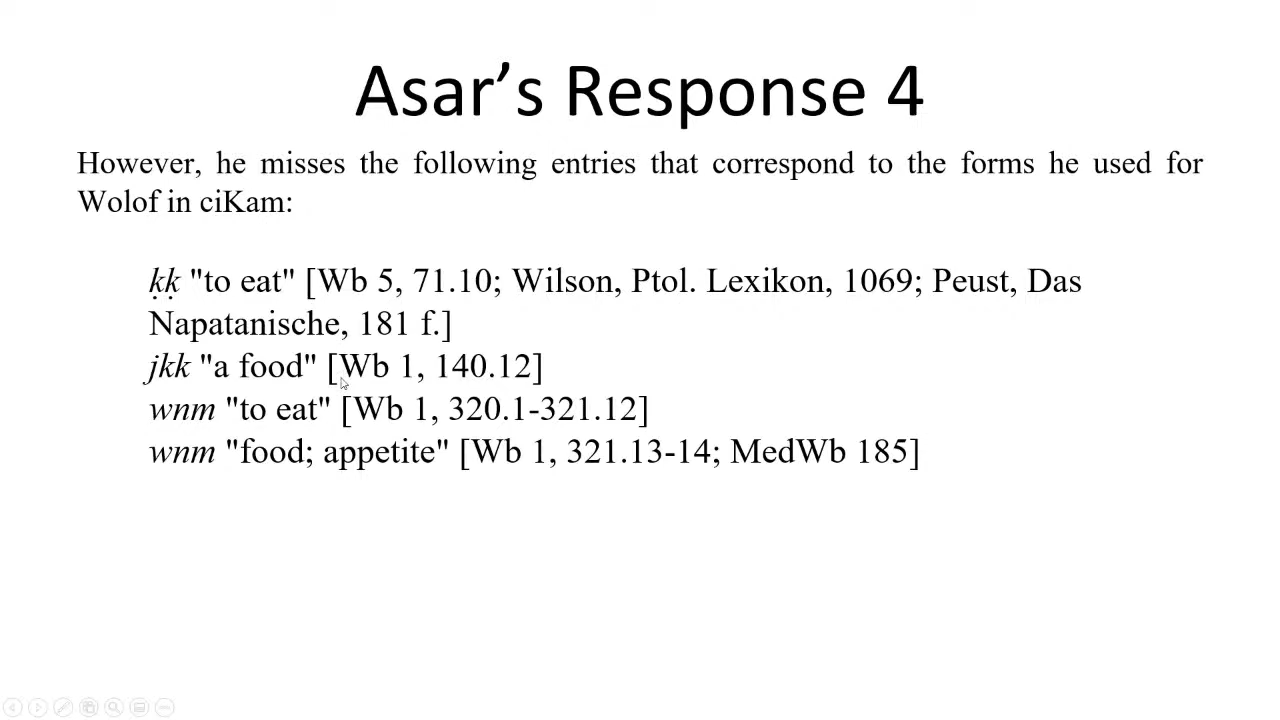 Asar’s Response 4
However, he misses the following entries that correspond to the forms he used for
Wolof in ciKam:
ḳḳ "to eat" [Wb 5, 71.10; Wilson, Ptol. Lexikon, 1069; Peust, Das
Napatanische, 181 f.]
jkk "a food" [Wb 1, 140.12]
wnm "to eat" [Wb 1, 320.1-321.12]
wnm "food; appetite" [Wb 1, 321.13-14; MedWb 185]